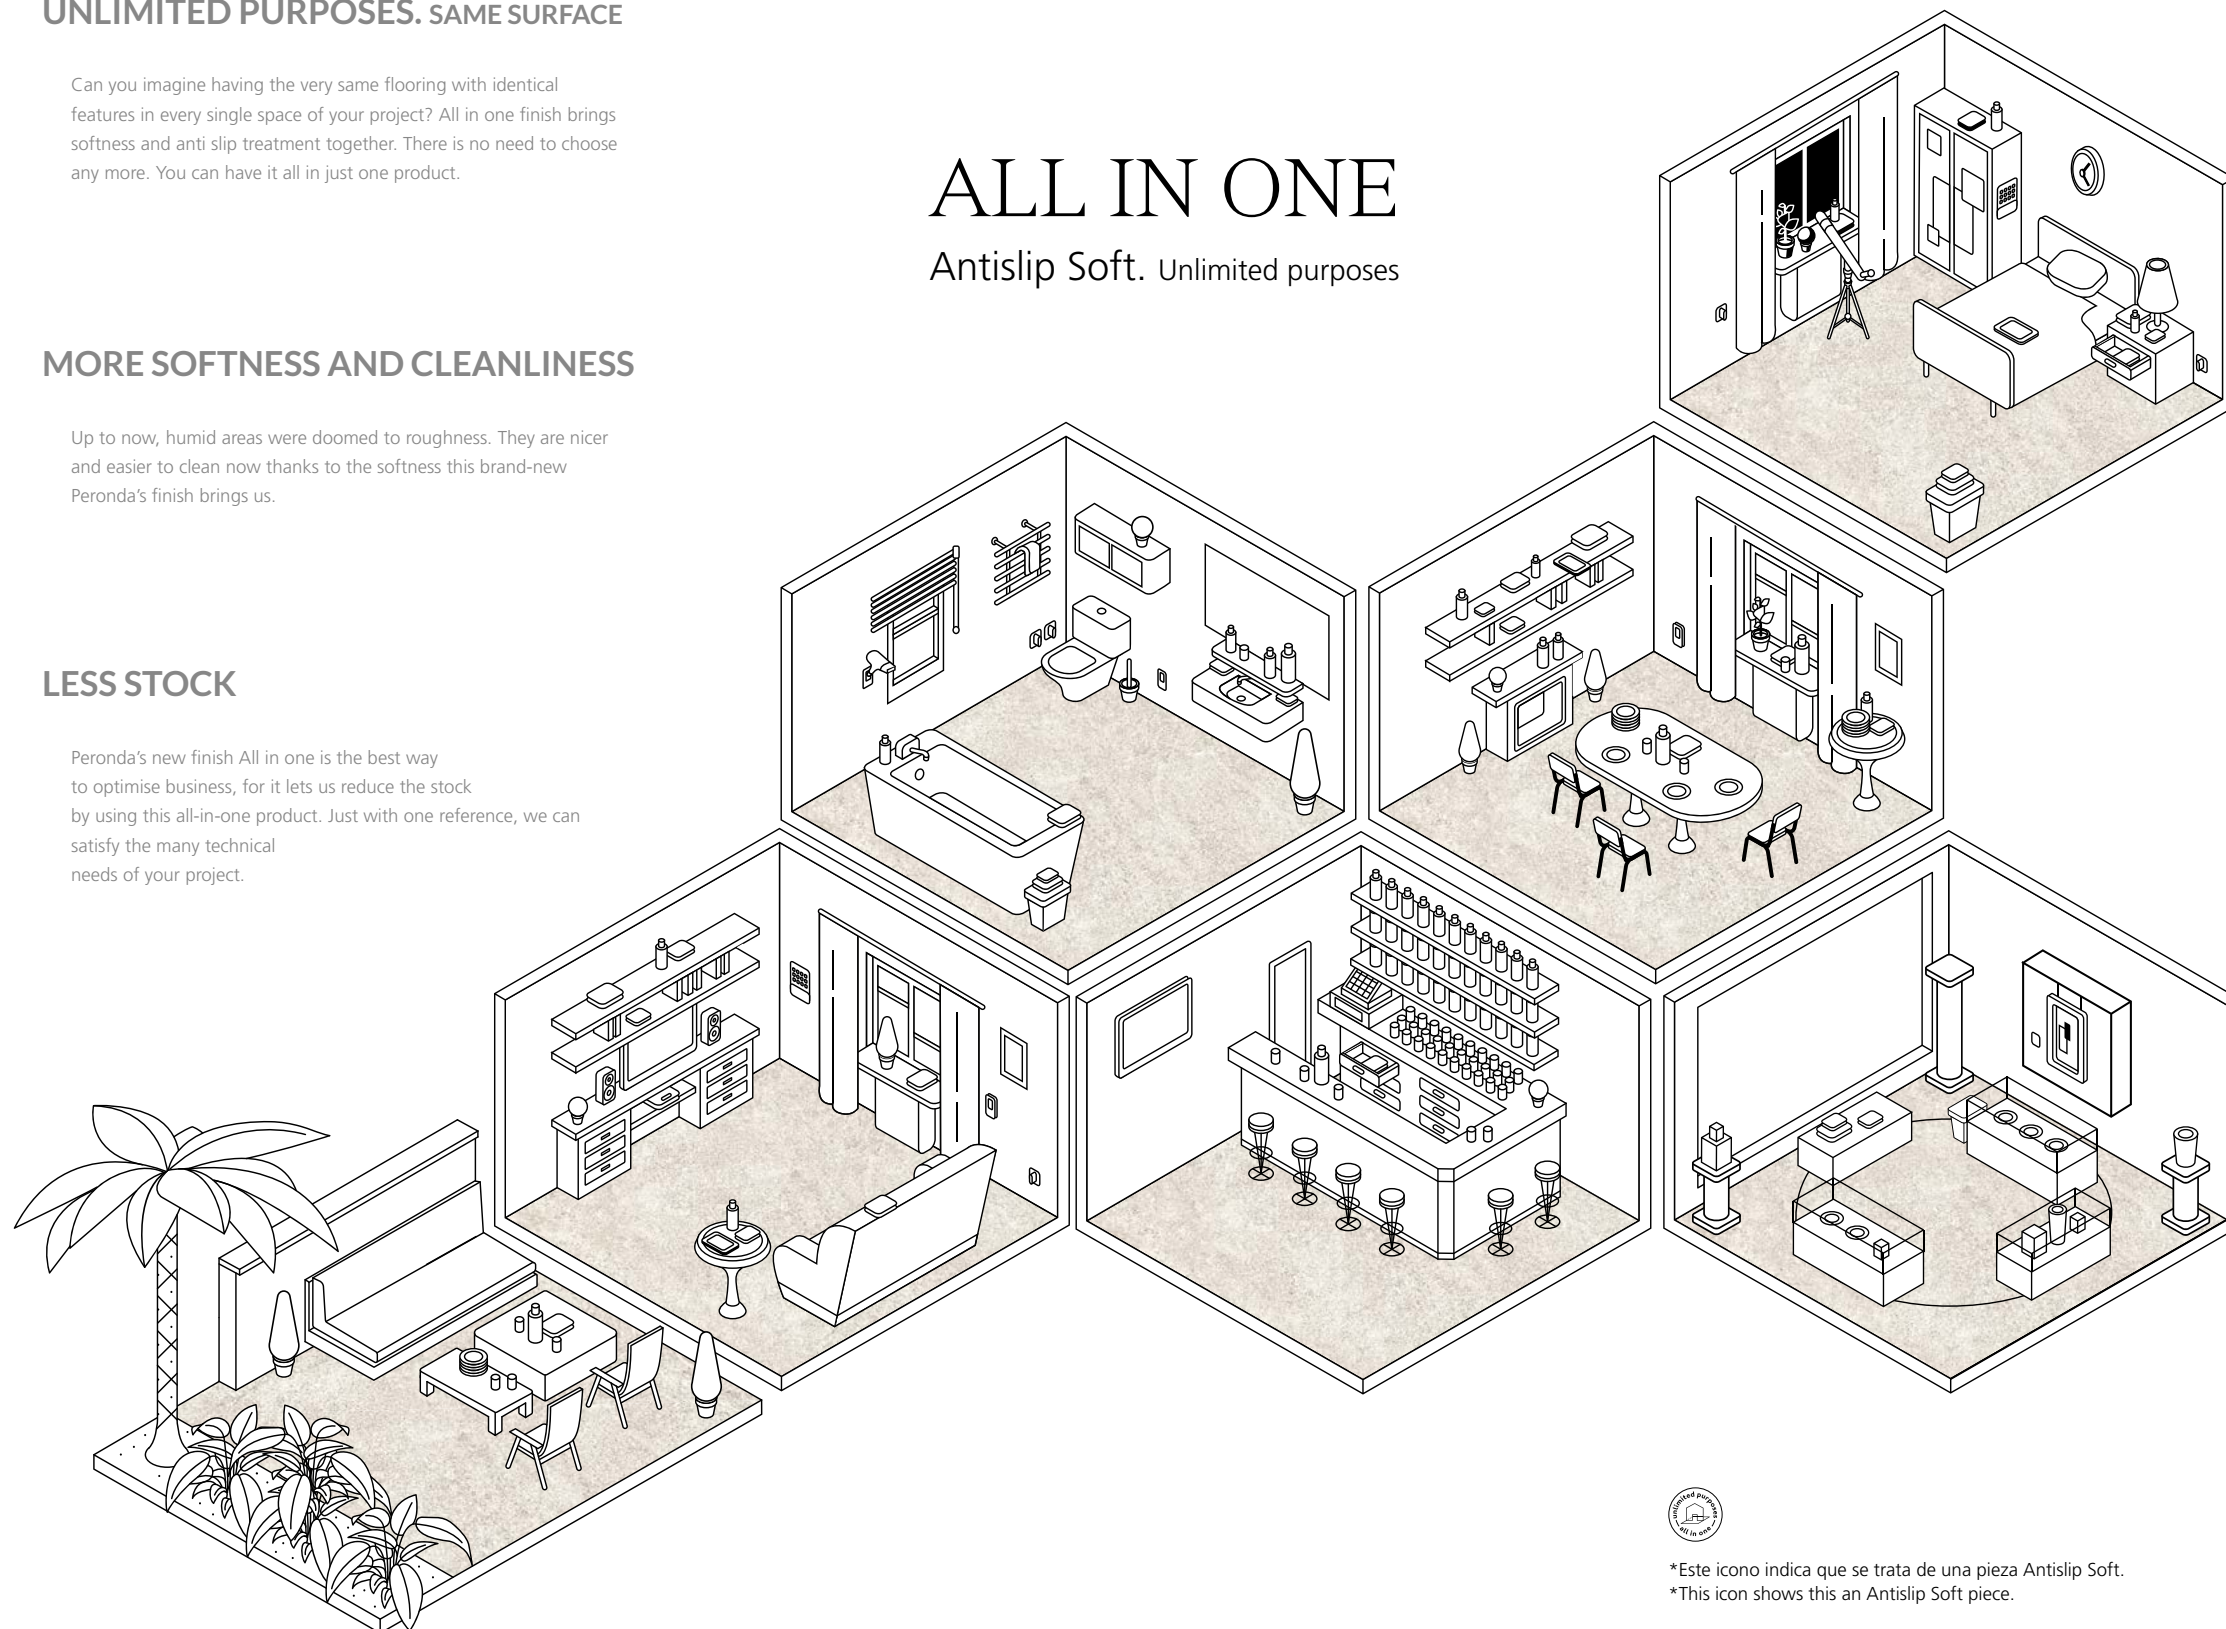 UNLIMITED PURPOSES. SAME SURFACE
Can you imagine having the very same flooring with identical
features in every single space of your project? All in one finish brings
softness and anti slip treatment together. There is no need to choose
any more. You can have it all in just one product.
ALL IN ONE
Antislip Soft. Unlimited purposes
MORE SOFTNESS AND CLEANLINESS
Up to now, humid areas were doomed to roughness. They are nicer
and easier to clean now thanks to the softness this brand-new
Peronda’s finish brings us.
LESS STOCK
Peronda’s new finish All in one is the best way
to optimise business, for it lets us reduce the stock
by using this all-in-one product. Just with one reference, we can
satisfy the many technical
needs of your project.
unlimited purposes
all in one
*Este icono indica que se trata de una pieza Antislip Soft.
*This icon shows this an Antislip Soft piece.